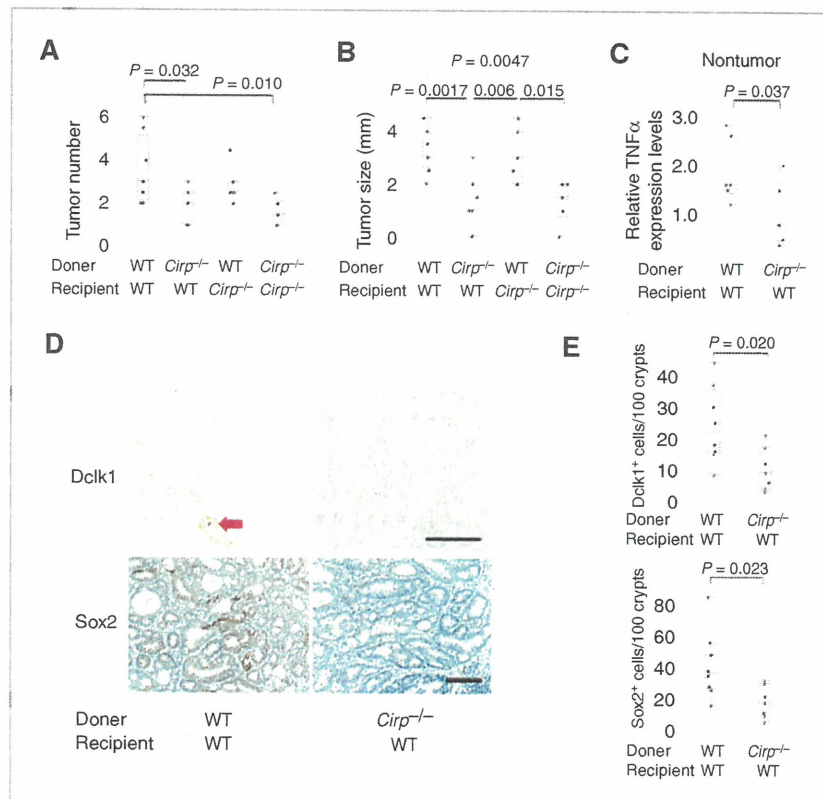 A
P = 0.032
P = 0.010
Tumor number
6
4
2
0
Doner WT Cirp–/– WT Cirp–/–
Recipient WT WT Cirp–/– Cirp–/–
B
P = 0.0047
P = 0.0017 0.006 0.015
Tumor size (mm)
4
2
0
Doner WT Cirp–/– WT Cirp–/–
Recipient WT WT Cirp–/– Cirp–/–
C
Nontumor
P = 0.037
Relative TNFα
expression levels
3.0
2.0
1.0
Doner WT Cirp–/–
Recipient WT WT
D
Dclk1
Sox2
Doner WT Cirp–/–
Recipient WT WT
E
P = 0.020
Dclk1+ cells/100 crypts
40
30
20
10
0
Doner WT Cirp–/–
Recipient WT WT
P = 0.023
Sox2+ cells/100 crypts
80
60
40
20
0
Doner WT Cirp–/–
Recipient WT WT